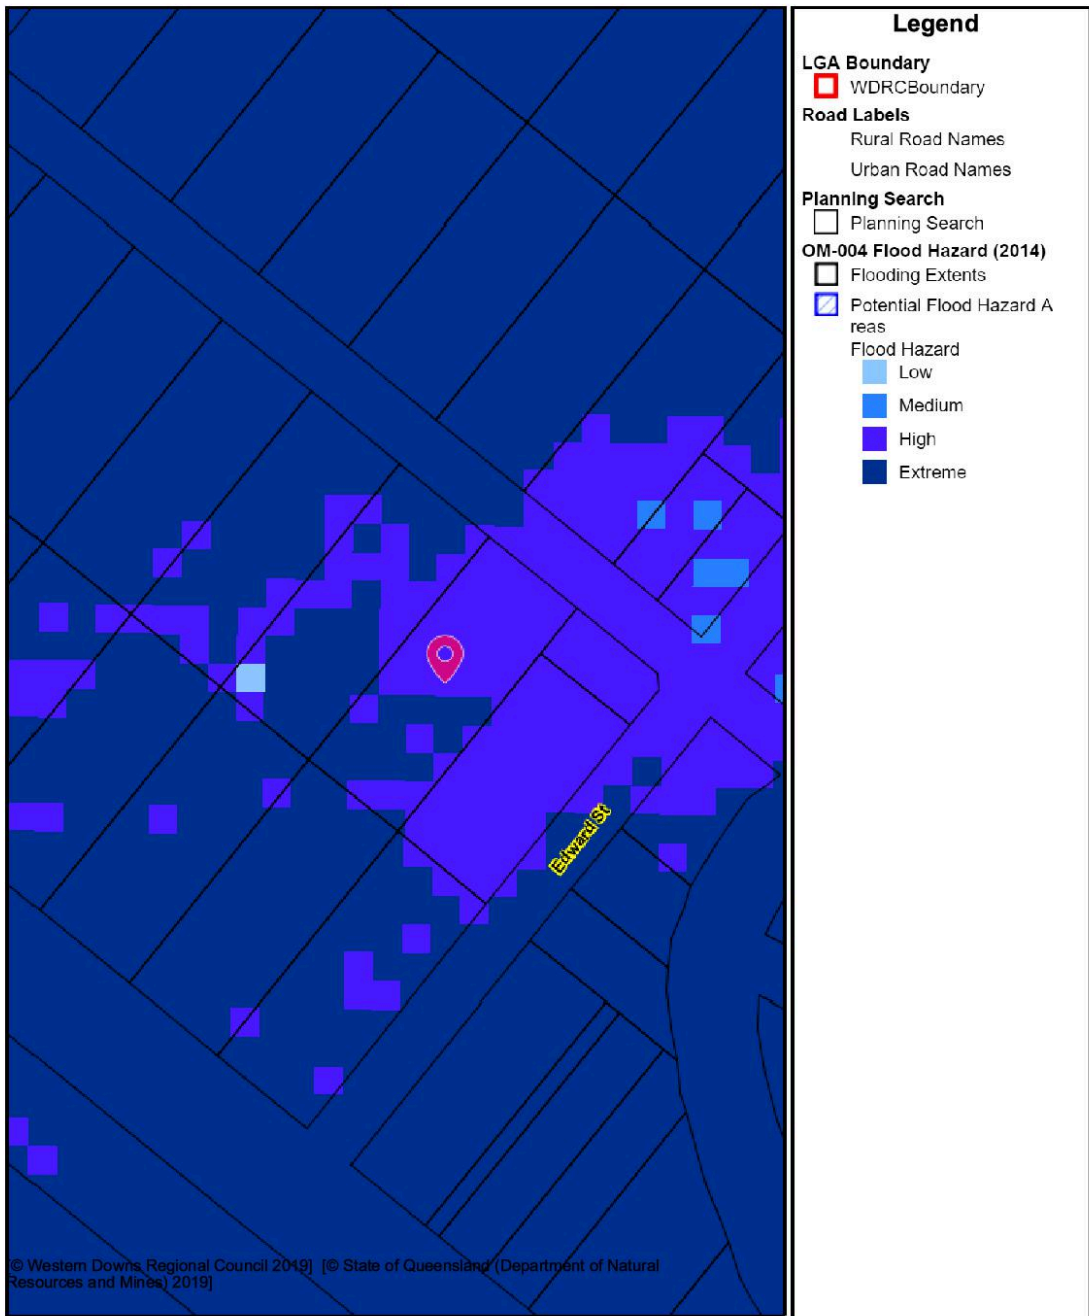 Legend
LGA Boundary
WDRCBoundary
Road Labels
Rural Road Names
Urban Road Names
Planning Search
Planning Search
OM-004 Flood Hazard (2014)
Flooding Extents
Potential Flood Hazard A
reas
Flood Hazard
Low
Medium
High
Extreme
Edward St
© Western Downs Regional Council 2019] [© State of Queensland (Department of Natural
Resources and Mines) 2019]